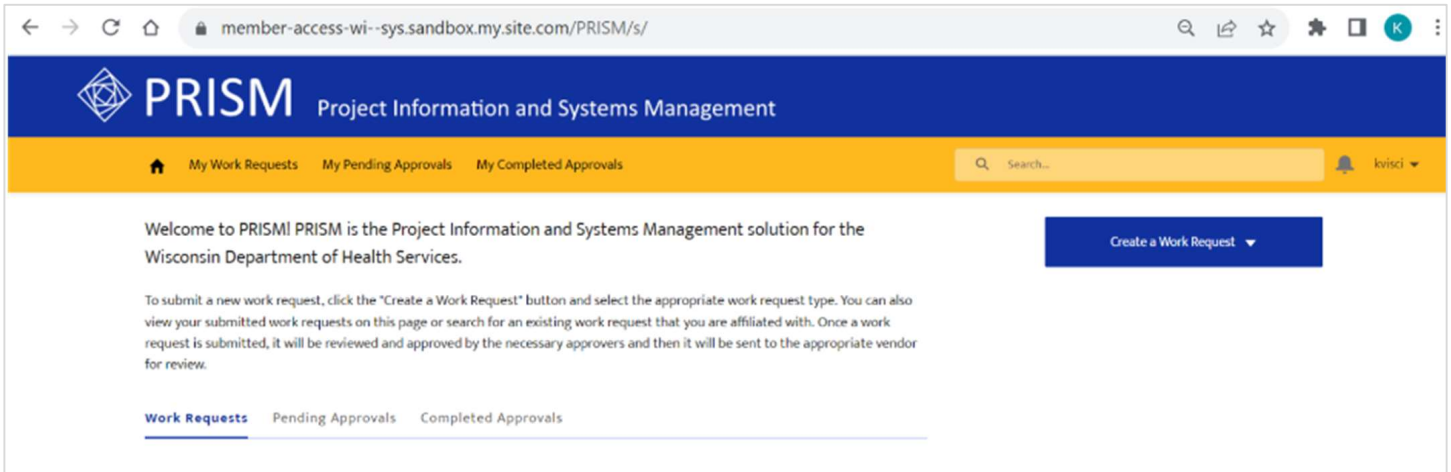 member-access-wi--sys.sandbox.my.site.com/PRISM/s/
K
PRISM Project Information and Systems Management
My Work Requests My Pending Approvals My Completed Approvals Search... kvisci
Welcome to PRISM! PRISM is the Project Information and Systems Management solution for the
Wisconsin Department of Health Services.
Create a Work Request
To submit a new work request, click the "Create a Work Request" button and select the appropriate work request type. You can also
view your submitted work requests on this page or search for an existing work request that you are affiliated with. Once a work
request is submitted, it will be reviewed and approved by the necessary approvers and then it will be sent to the appropriate vendor
for review.
Work Requests Pending Approvals Completed Approvals